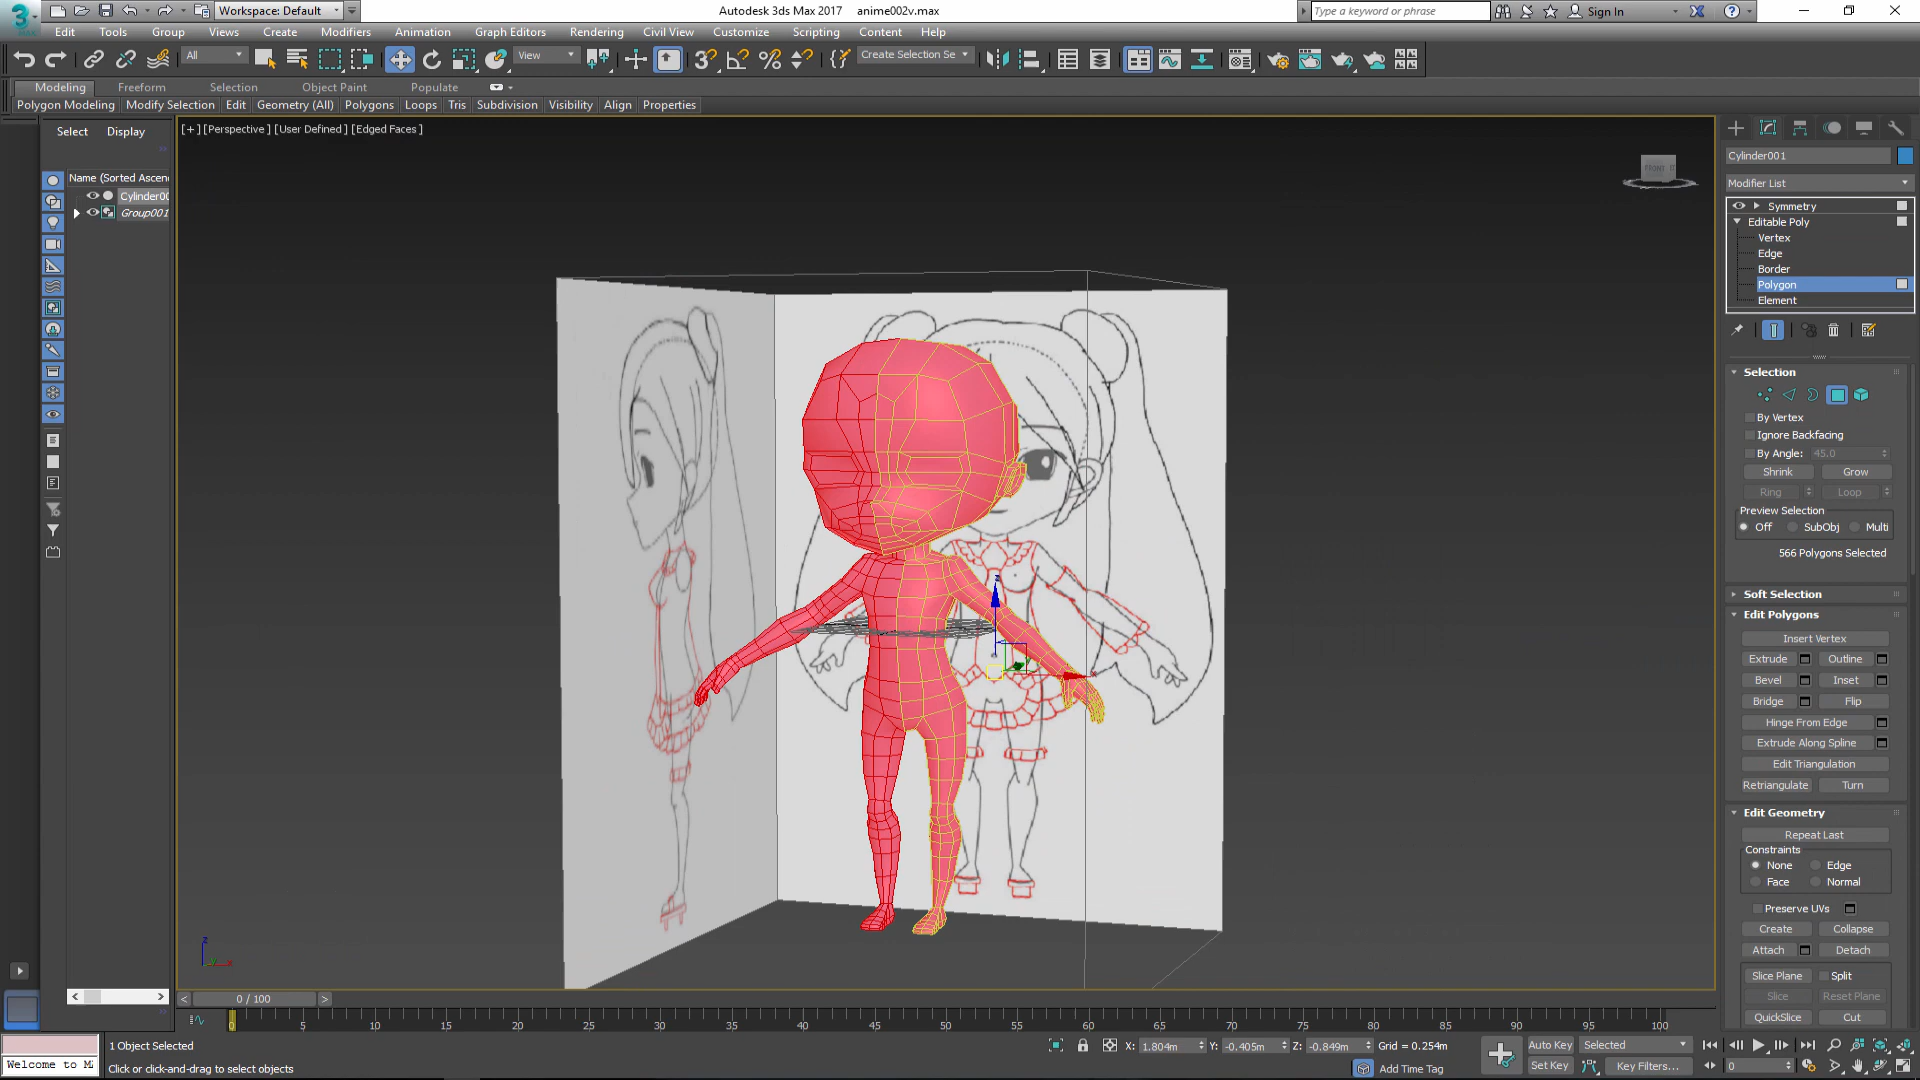 Workspace: Default
Autodesk 3ds Max 2017 anime002v.max
Type a keyword or phrase
Sign In
MAX
Edit Tools Group Views Create Modifiers Animation Graph Editors Rendering Civil View Customize Scripting Content Help
All
View
Create Selection Se
Modeling Freeform Selection Object Paint Populate
Polygon Modeling Modify Selection Edit Geometry (All) Polygons Loops Tris Subdivision Visibility Align Properties
Select Display
Name (Sorted Ascen
Cylinder00
Group001
[+] [Perspective] [User Defined] [Edged Faces]
FRONT
Cylinder001
Modifier List
Symmetry
Editable Poly
Vertex
Edge
Border
Polygon
Element
Selection
By Vertex
Ignore Backfacing
By Angle: 45.0
Shrink Grow
Ring Loop
Preview Selection
Off SubObj Multi
566 Polygons Selected
Soft Selection
Edit Polygons
Insert Vertex
Extrude Outline
Bevel Inset
Bridge Flip
Hinge From Edge
Extrude Along Spline
Edit Triangulation
Retriangulate Turn
Edit Geometry
Repeat Last
Constraints
None Edge
Face Normal
Preserve UVs
Create Collapse
Attach Detach
Slice Plane Split
Slice Reset Plane
QuickSlice Cut
z
x
z
x
0 / 100
0 5 10 15 20 25 30 35 40 45 50 55 60 65 70 75 80 85 90 95 100
1 Object Selected
X: 1.804m Y: -0.405m Z: -0.849m Grid = 0.254m
Auto Key Selected
Welcome to M
Click or click-and-drag to select objects
Add Time Tag
Set Key Key Filters...
0